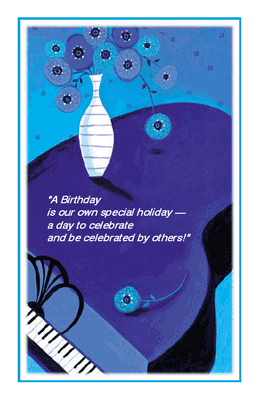 "A Birthday
is our own special holiday —
a day to celebrate
and be celebrated by others!"